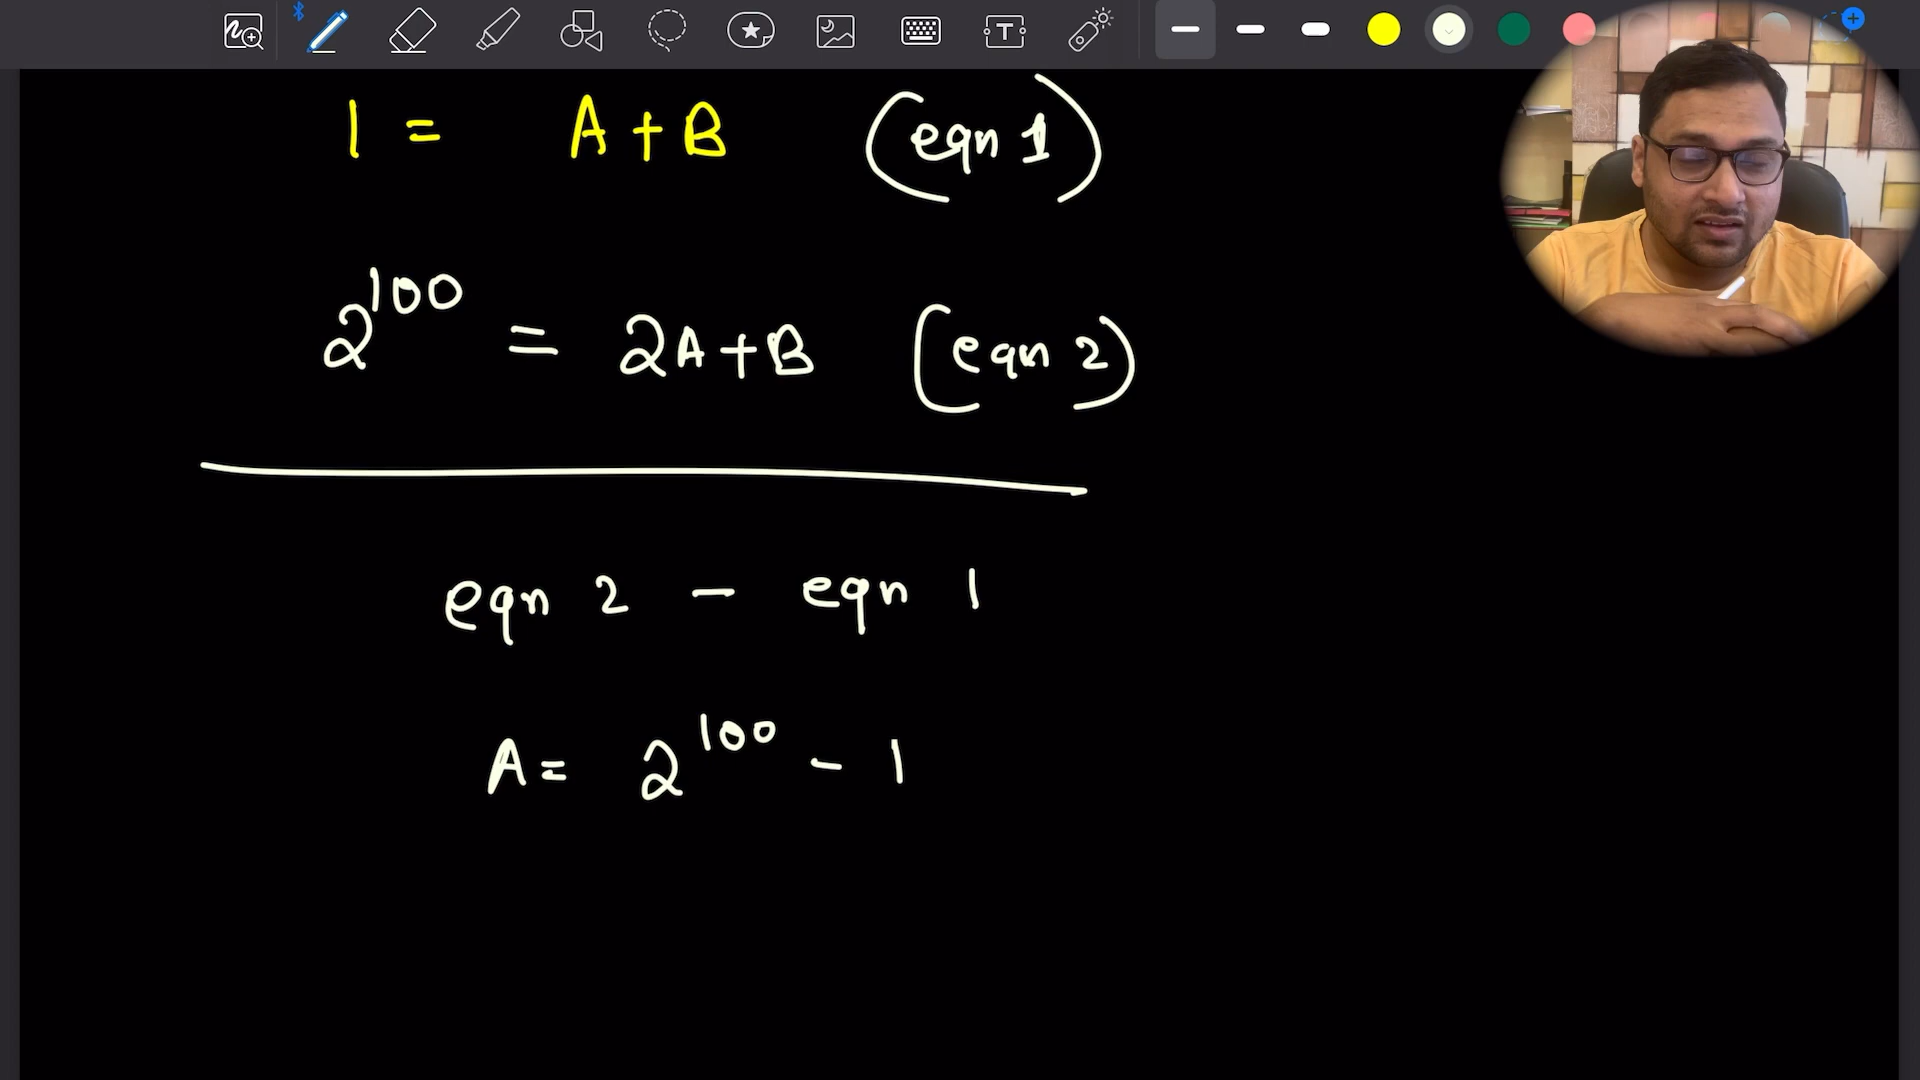 1 = A + B (eqn 1)
2^100 = 2A + B (eqn 2)
eqn 2 - eqn 1
A = 2^100 - 1